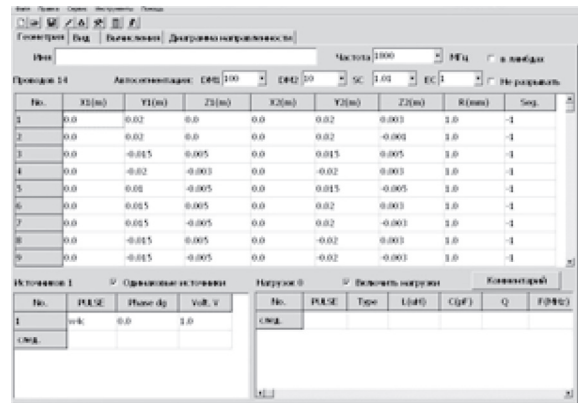 Файл Правка Сервис Инструменты Помощь
Геометрия Вид Вычисления Диаграмма направленности
Имя Частота 1800 МГц в лямбдах
Проводов 14 Автосегментация: DM1 100 DM2 10 SC 1.01 EC 1 Не разрывать
No. X1(m) Y1(m) Z1(m) X2(m) Y2(m) Z2(m) R(mm) Seg.
1 0.0 0.02 0.0 0.0 0.02 0.003 1.0 -1
2 0.0 0.02 0.0 0.0 0.02 -0.001 1.0 -1
3 0.0 -0.015 0.005 0.0 0.015 0.005 1.0 -1
4 0.0 -0.02 -0.003 0.0 -0.02 0.003 1.0 -1
5 0.0 0.01 -0.005 0.0 0.015 -0.005 1.0 -1
6 0.0 0.015 0.005 0.0 0.02 0.003 1.0 -1
7 0.0 0.015 -0.005 0.0 0.02 -0.003 1.0 -1
8 0.0 -0.015 0.005 0.0 -0.02 0.003 1.0 -1
9 0.0 -0.015 -0.005 0.0 -0.02 -0.003 1.0 -1
Источников 1 Одинаковые источники Нагрузок 0 Включить нагрузки Комментарий
No. PULSE Phase dg Volt. V No. PULSE Type L(uH) C(pF) Q F(MHz)
1 w4c 0.0 1.0 след.
след.